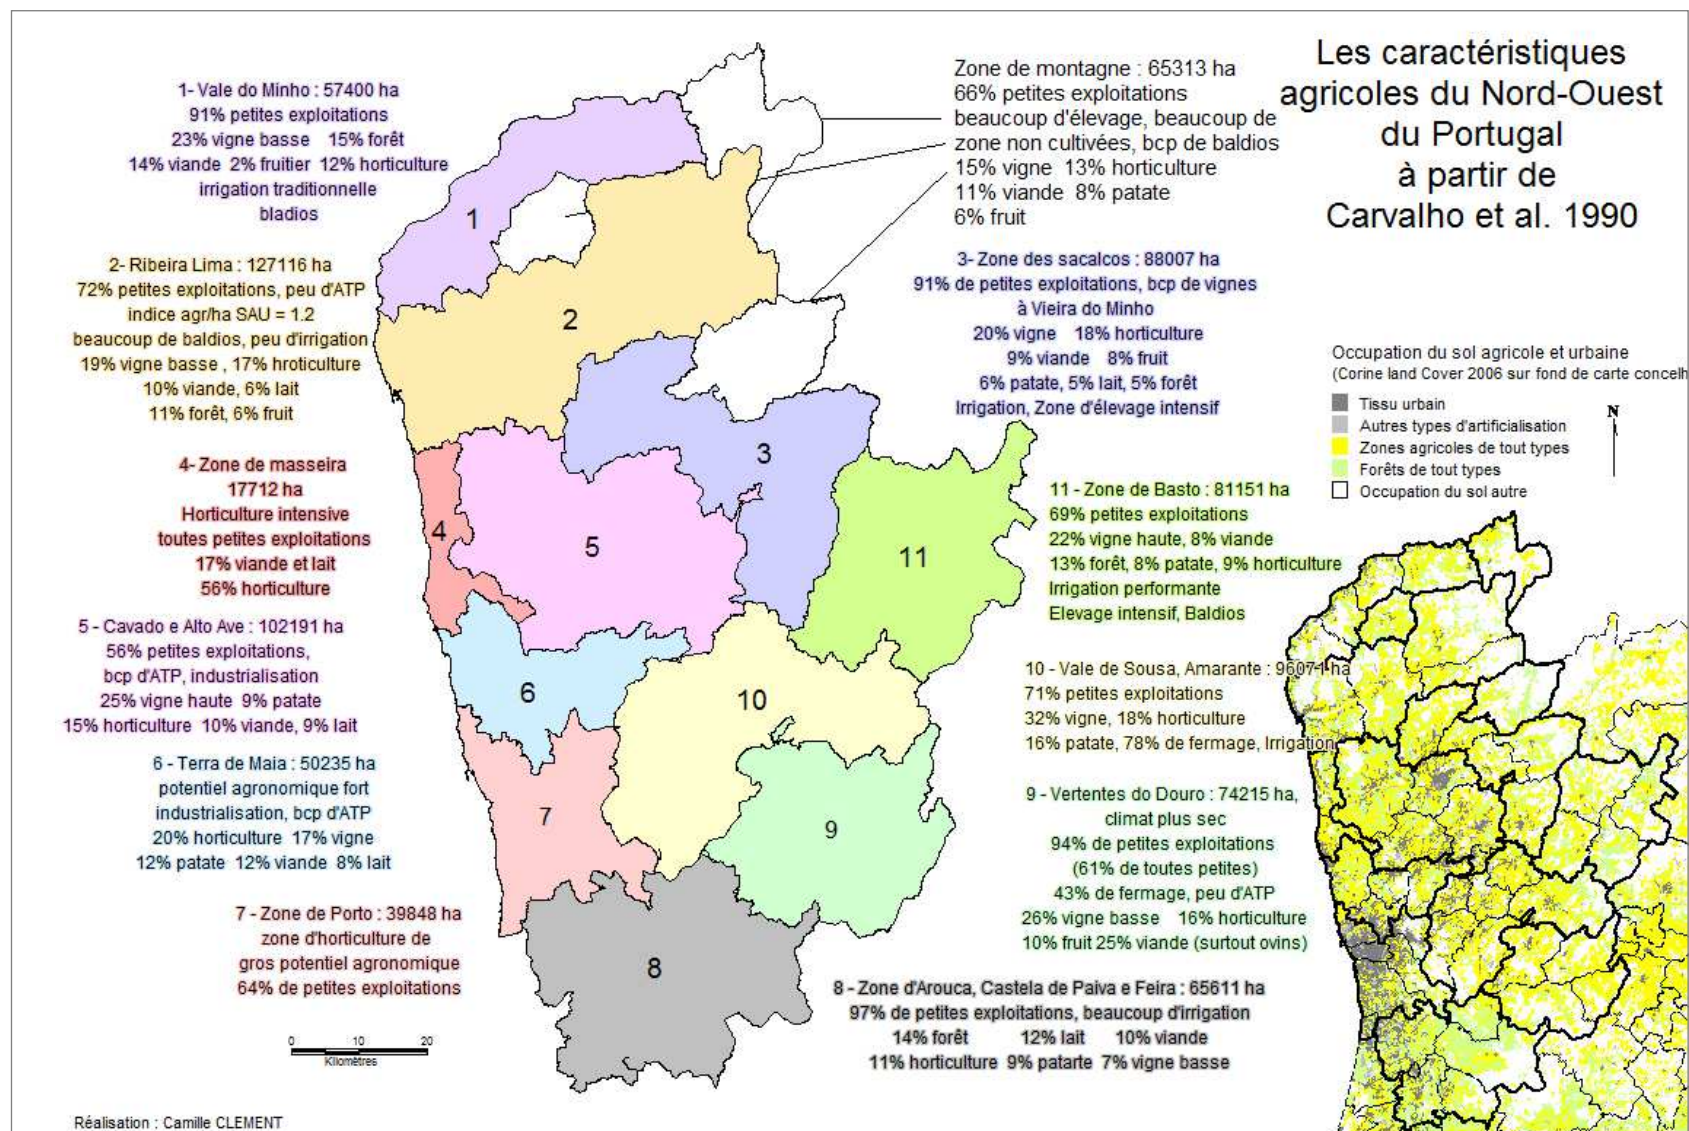 Les caractéristiques
agricoles du Nord-Ouest
du Portugal
à partir de
Carvalho et al. 1990
1- Vale do Minho : 57400 ha
91% petites exploitations
23% vigne basse 15% forêt
14% viande 2% fruitier 12% horticulture
irrigation traditionnelle
bladios
Zone de montagne : 65313 ha
66% petites exploitations
beaucoup d'élevage, beaucoup de
zone non cultivées, bcp de baldios
15% vigne 13% horticulture
11% viande 8% patate
6% fruit
2- Ribeira Lima : 127116 ha
72% petites exploitations, peu d'ATP
indice agr/ha SAU = 1.2
beaucoup de baldios, peu d'irrigation
19% vigne basse , 17% hroticulture
10% viande, 6% lait
11% forêt, 6% fruit
3- Zone des sacalcos : 88007 ha
91% de petites exploitations, bcp de vignes
à Vieira do Minho
20% vigne 18% horticulture
9% viande 8% fruit
6% patate, 5% lait, 5% forêt
Irrigation, Zone d'élevage intensif
4- Zone de masseira
17712 ha
Horticulture intensive
toutes petites exploitations
17% viande et lait
56% horticulture
5 - Cavado e Alto Ave : 102191 ha
56% petites exploitations,
bcp d'ATP, industrialisation
25% vigne haute 9% patate
15% horticulture 10% viande, 9% lait
6 - Terra de Maia : 50235 ha
potentiel agronomique fort
industrialisation, bcp d'ATP
20% horticulture 17% vigne
12% patate 12% viande 8% lait
7 - Zone de Porto : 39848 ha
zone d'horticulture de
gros potentiel agronomique
64% de petites exploitations
11 - Zone de Basto : 81151 ha
69% petites exploitations
22% vigne haute, 8% viande
13% forêt, 8% patate, 9% horticulture
Irrigation performante
Elevage intensif, Baldios
10 - Vale de Sousa, Amarante : 96071 ha
71% petites exploitations
32% vigne, 18% horticulture
16% patate, 78% de fermage, Irrigation
9 - Vertentes do Douro : 74215 ha,
climat plus sec
94% de petites exploitations
(61% de toutes petites)
43% de fermage, peu d'ATP
26% vigne basse 16% horticulture
10% fruit 25% viande (surtout ovins)
8 - Zone d'Arouca, Castela de Paiva e Feira : 65611 ha
97% de petites exploitations, beaucoup d'irrigation
14% forêt 12% lait 10% viande
11% horticulture 9% patarte 7% vigne basse
1
2
3
4
5
11
6
10
7
9
8
Occupation du sol agricole et urbaine
(Corine land Cover 2006 sur fond de carte concelh
Tissu urbain
Autres types d'artificialisation
Zones agricoles de tout types
Forêts de tout types
Occupation du sol autre
N
0 10 20
Kilomètres
Réalisation : Camille CLEMENT